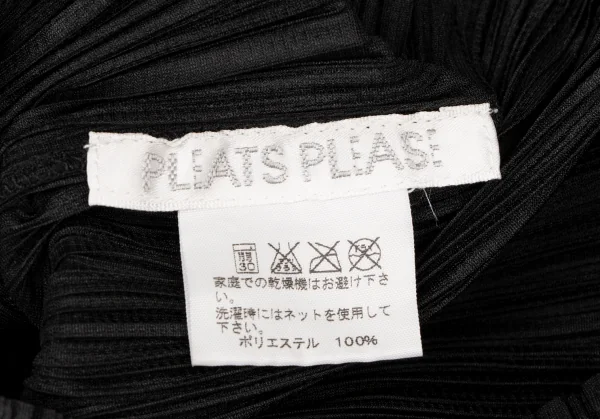 PLEATS PLEASE
30
家庭での乾燥機はお避け下さ
い。
洗濯時にはネットを使用して
下さい。
ポリエステル 100%